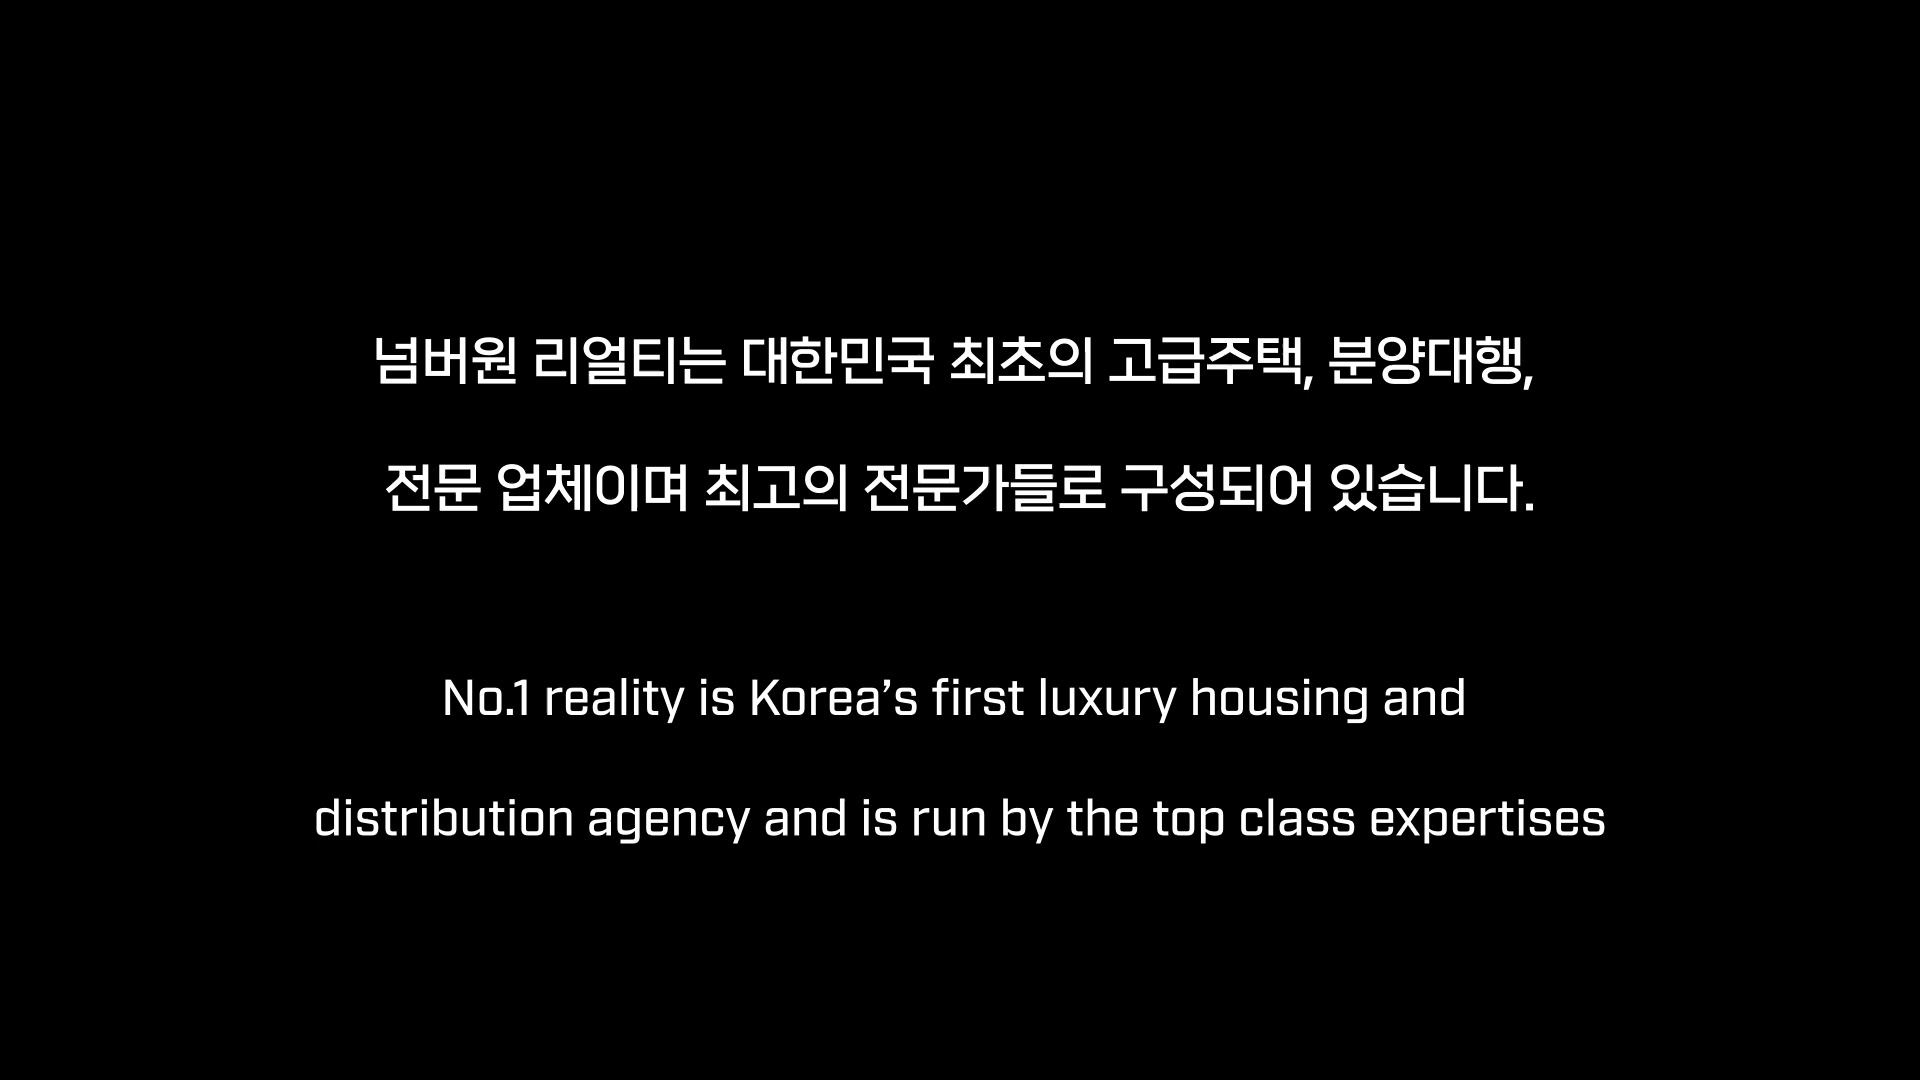 넘버원 리얼티는 대한민국 최초의 고급주택, 분양대행,
전문 업체이며 최고의 전문가들로 구성되어 있습니다.
No.1 reality is Korea’s first luxury housing and
distribution agency and is run by the top class expertises